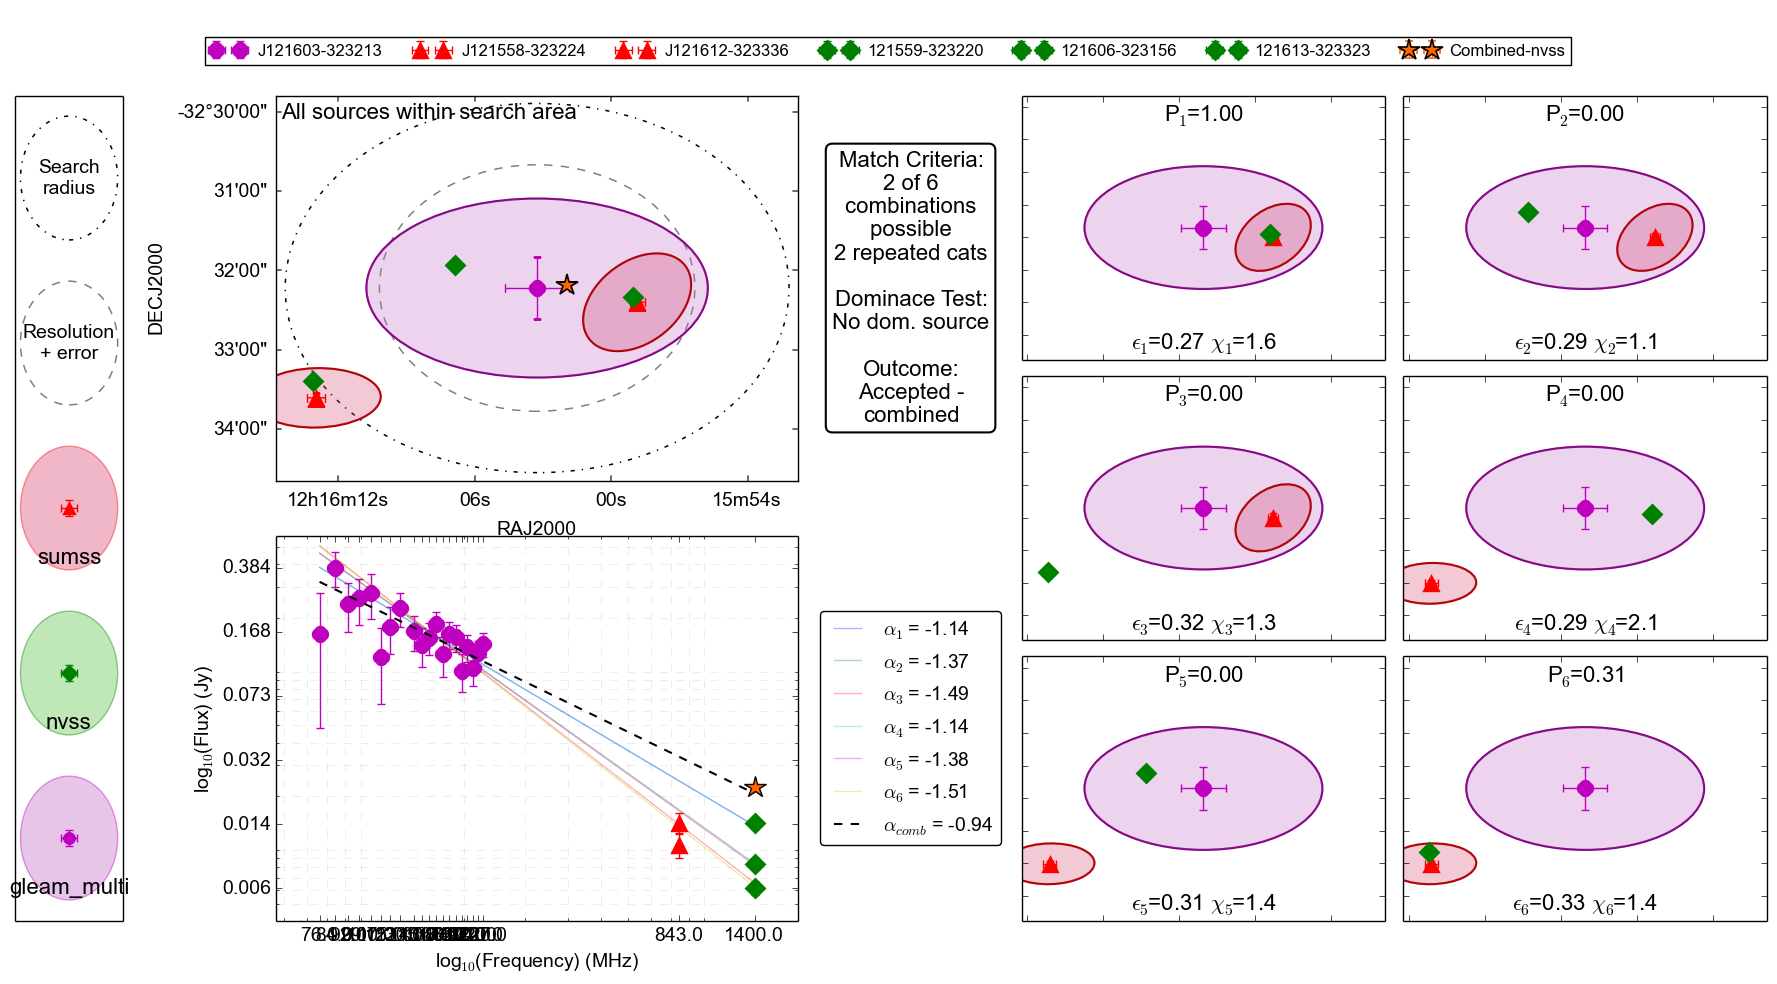 J121603-323213 J121558-323224 J121612-323336 121559-323220 121606-323156 121613-323323 Combined-nvss
Search
radius
Resolution
+ error
sumss
nvss
gleam_multi
All sources within search area
-32°30'00"
31'00"
32'00"
33'00"
34'00"
DECJ2000
12h16m12s 06s 00s 15m54s
RAJ2000
Match Criteria:
2 of 6
combinations
possible
2 repeated cats
Dominace Test:
No dom. source
Outcome:
Accepted -
combined
0.384
0.168
0.073
0.032
0.014
0.006
log₁₀(Flux) (Jy)
843.0 1400.0
log₁₀(Frequency) (MHz)
α₁ = -1.14
α₂ = -1.37
α₃ = -1.49
α₄ = -1.14
α₅ = -1.38
α₆ = -1.51
α_comb = -0.94
P₁=1.00
ϵ₁=0.27 χ₁=1.6
P₂=0.00
ϵ₂=0.29 χ₂=1.1
P₃=0.00
ϵ₃=0.32 χ₃=1.3
P₄=0.00
ϵ₄=0.29 χ₄=2.1
P₅=0.00
ϵ₅=0.31 χ₅=1.4
P₆=0.31
ϵ₆=0.33 χ₆=1.4